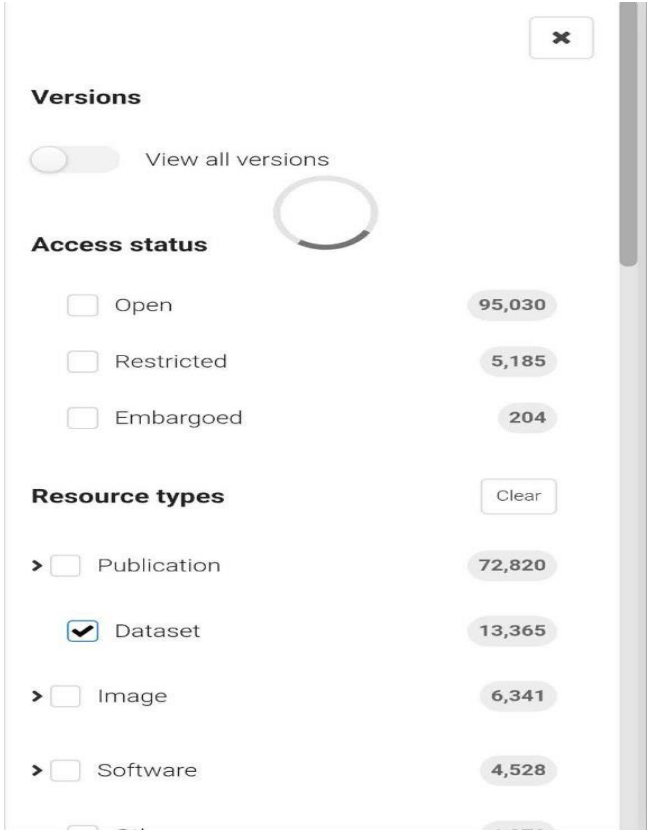 Versions
View all versions
Access status
Open 95,030
Restricted 5,185
Embargoed 204
Resource types Clear
Publication 72,820
Dataset 13,365
Image 6,341
Software 4,528